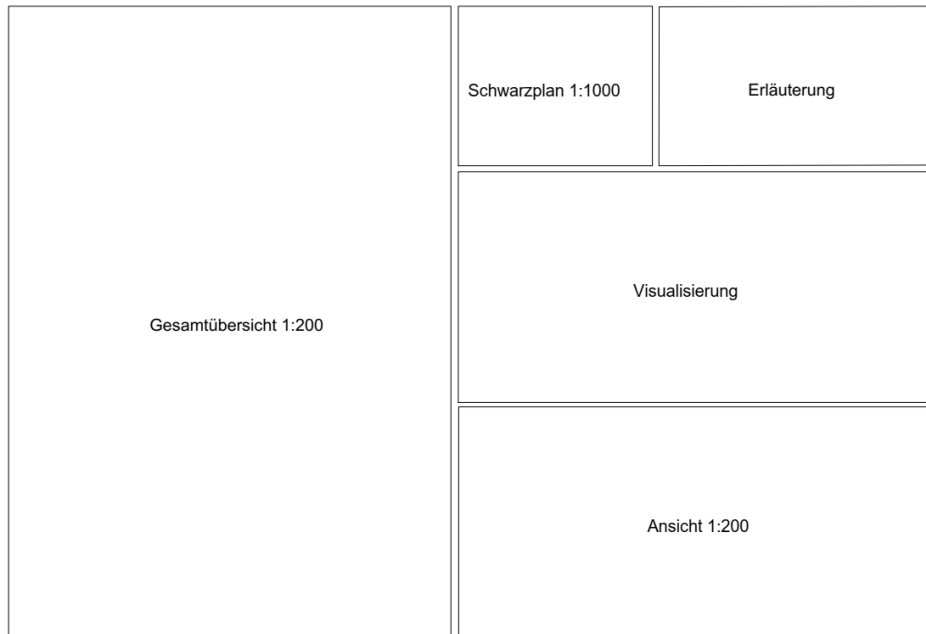 Schwarzplan 1:1000
Erläuterung
Visualisierung
Gesamtübersicht 1:200
Ansicht 1:200